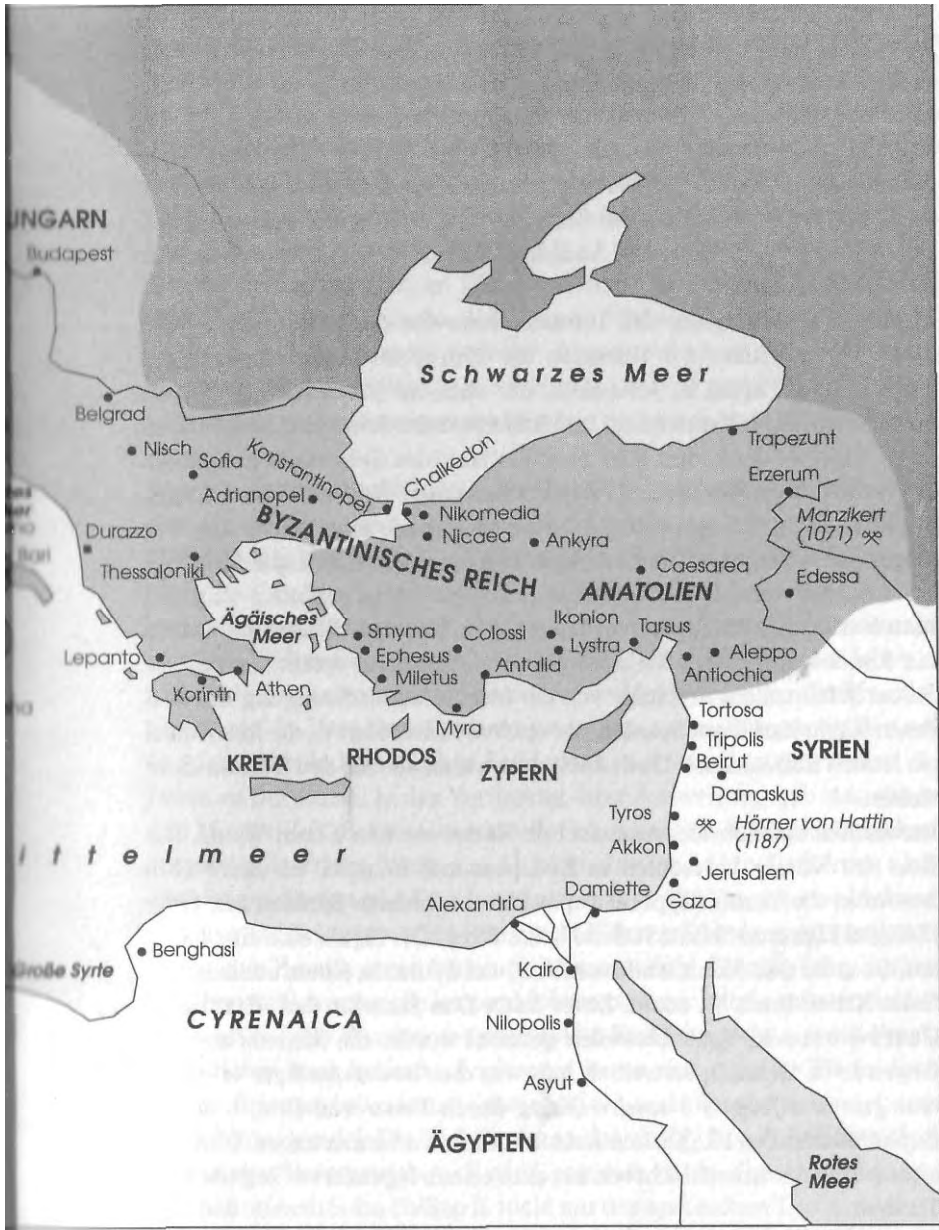 UNGARN
Budapest
Schwarzes Meer
Belgrad
Nisch
Sofia
Konstantinopel
Chalkedon
Trapezunt
Erzerum
Adrianopel
Nikomedia
Manzikert
(1071)
Bari
Durazzo
BYZANTINISCHES REICH
Nicaea
Ankyra
Thessaloniki
Caesarea
Edessa
ANATOLIEN
Ägäisches
Meer
Smyrna
Colossi
Ikonion
Tarsus
Lepanto
Ephesus
Lystra
Aleppo
Miletus
Antalia
Antiochia
Korinth
Athen
Myra
Tortosa
KRETA
RHODOS
ZYPERN
Tripolis
SYRIEN
Beirut
Damaskus
Tyros
Hörner von Hattin
(1187)
ittelmeer
Akkon
Jerusalem
Damiette
Gaza
Alexandria
Benghasi
Große Syrte
Kairo
CYRENAICA
Nilopolis
Asyut
ÄGYPTEN
Rotes
Meer